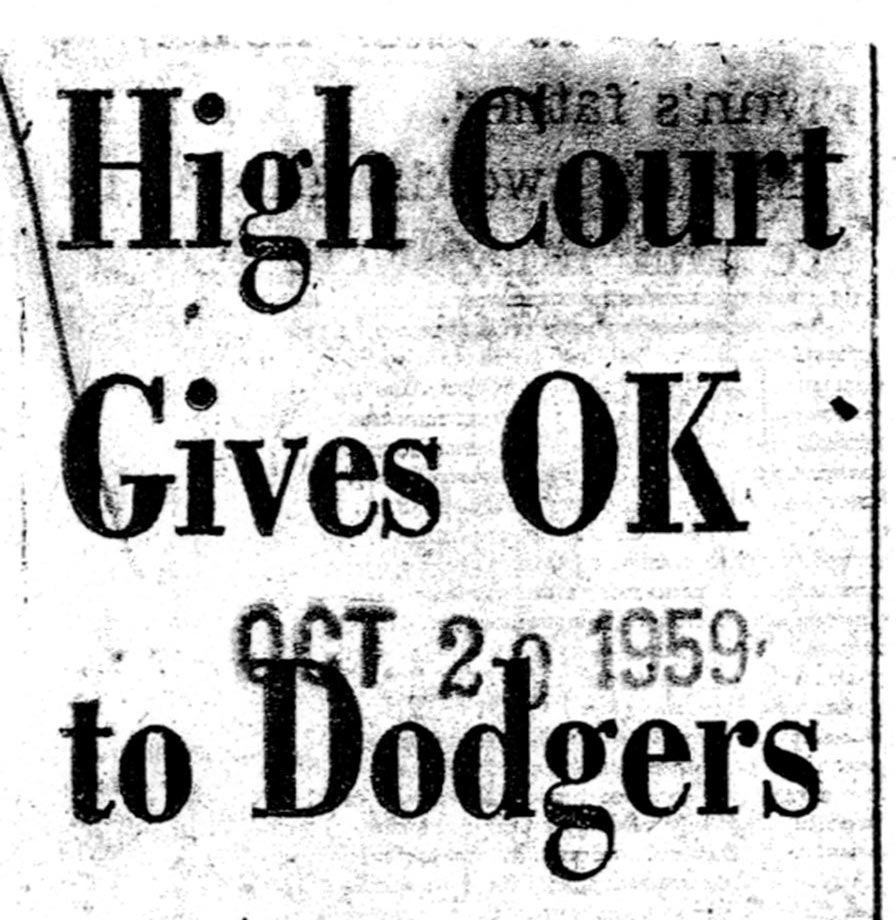 High Court
Gives OK
OCT 20 1959
to Dodgers